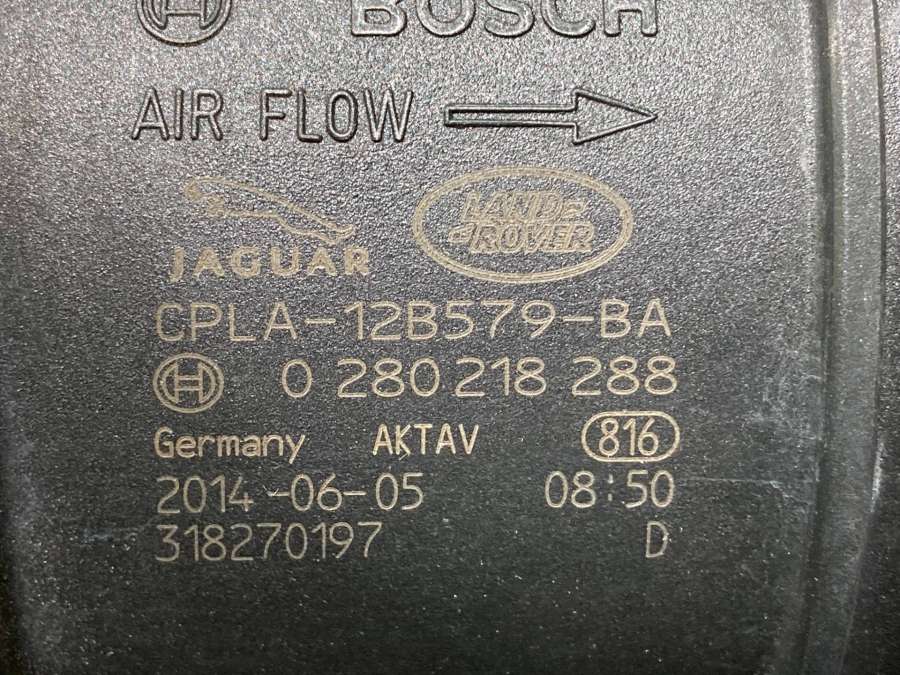 BOSCH
AIR FLOW
JAGUAR
LAND
ROVER
CPLA-12B579-BA
0 280 218 288
Germany AKTAV 816
2014-06-05 08:50
318270197 D